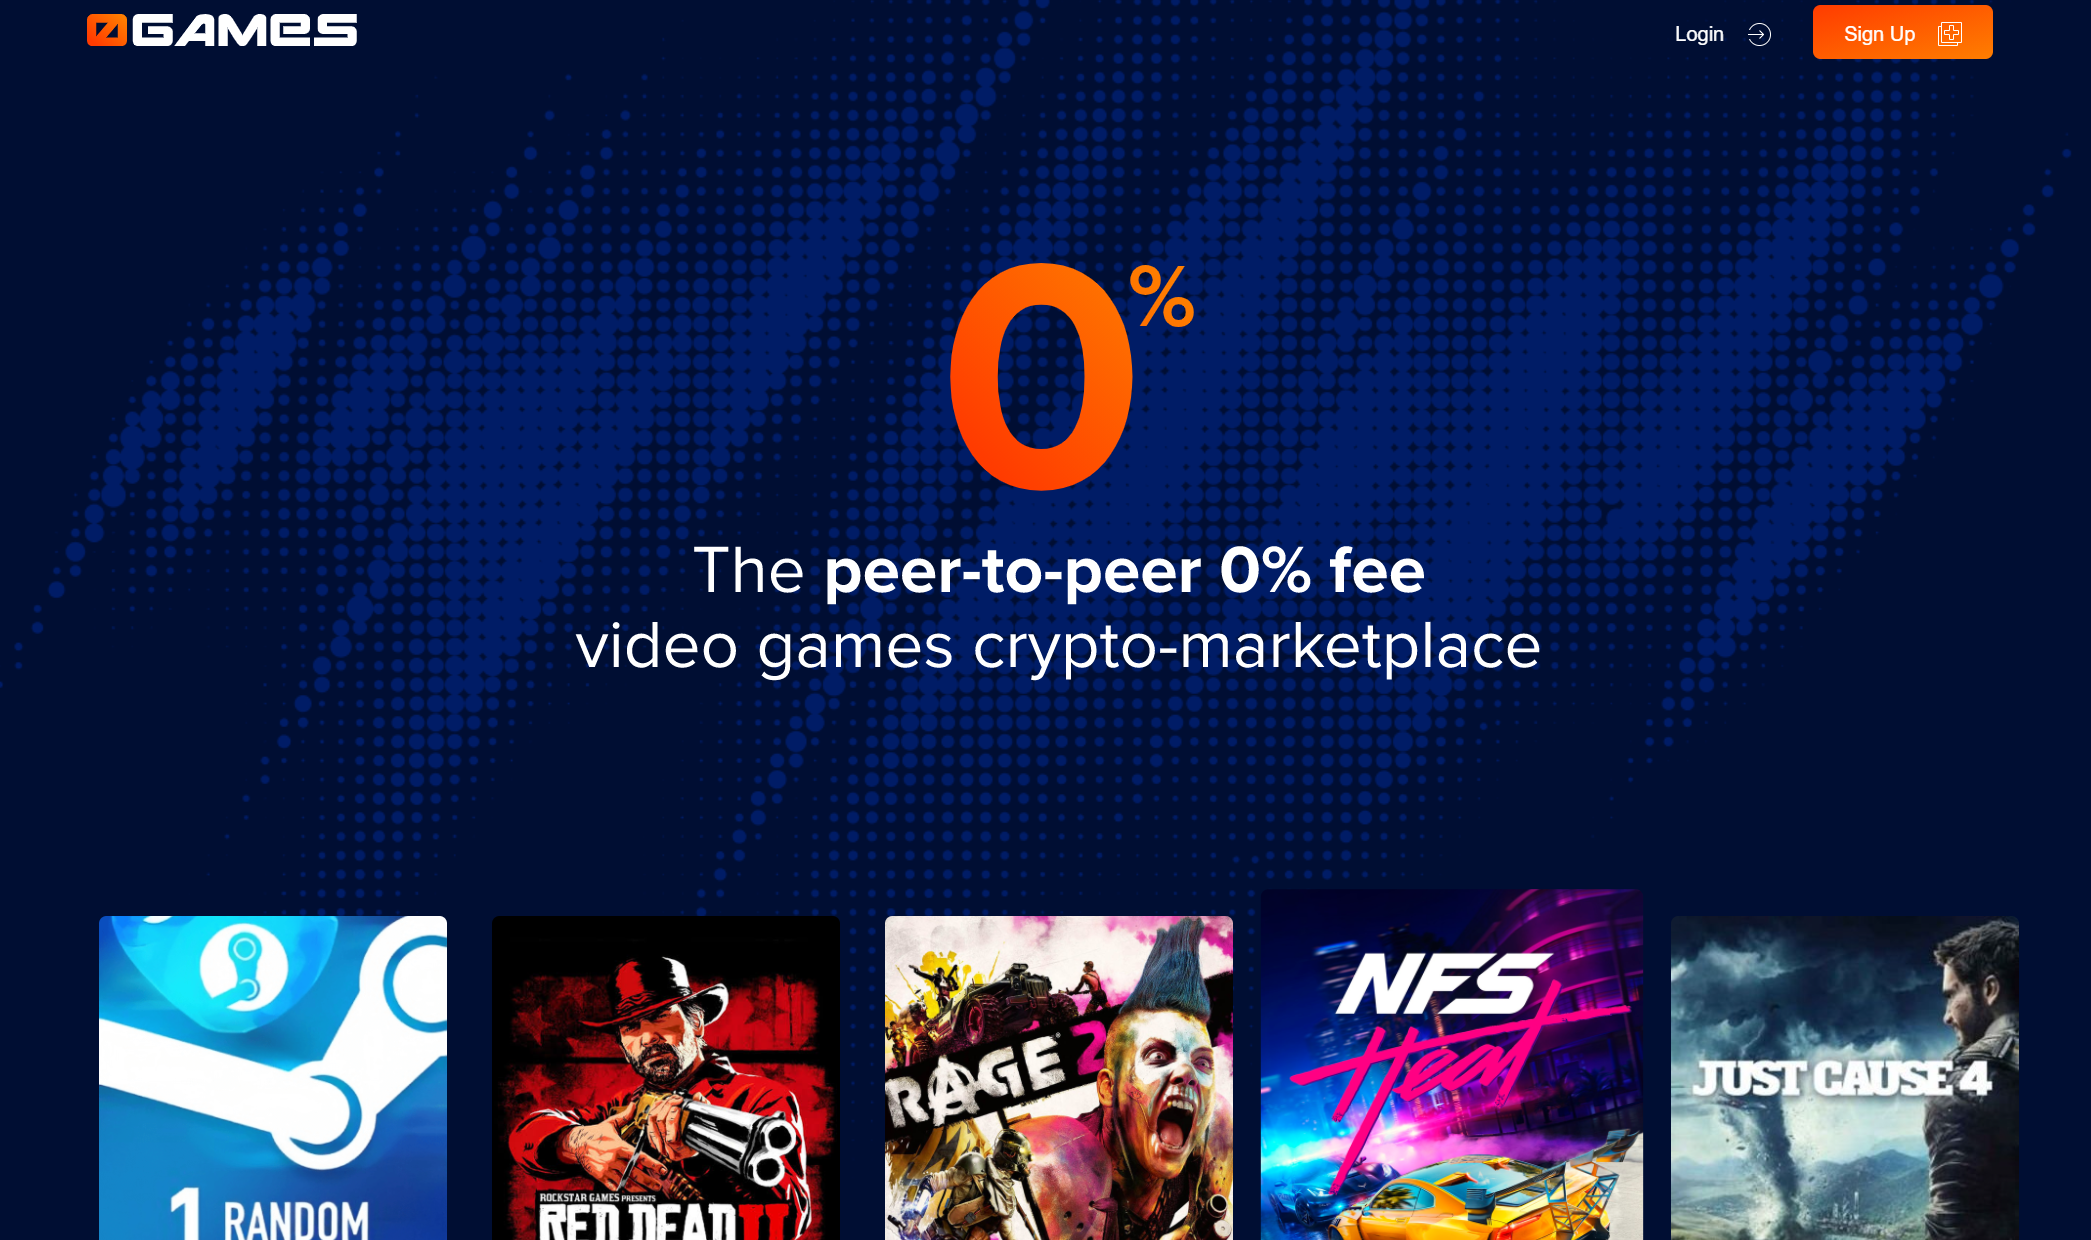 0GAMES
Login
Sign Up
0%
The peer-to-peer 0% fee
video games crypto-marketplace
1 RANDOM
ROCKSTAR GAMES PRESENTS
RED DEAD II
RAGE 2
NFS
Heat
JUST CAUSE 4